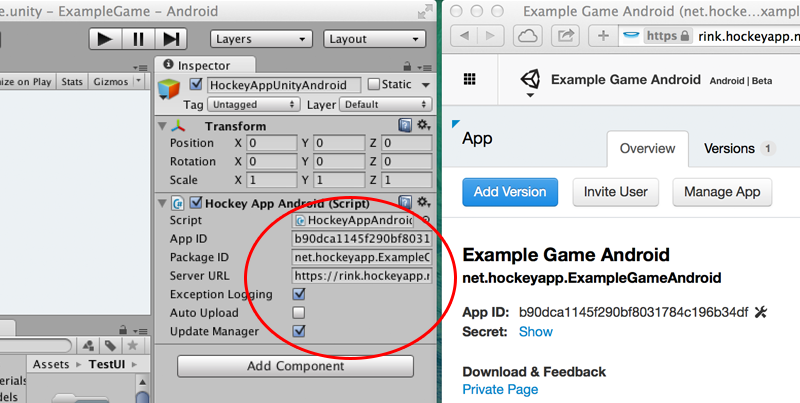 e.unity - ExampleGame - Android
Layers
Layout
Inspector
nize on Play Stats Gizmos
HockeyAppUnityAndroid Static
Tag Untagged Layer Default
Transform
Position X 0 Y 0 Z 0
Rotation X 0 Y 0 Z 0
Scale X 1 Y 1 Z 1
Hockey App Android (Script)
Script HockeyAppAndroid
App ID b90dca1145f290bf8031
Package ID net.hockeyapp.ExampleG
Server URL https://rink.hockeyapp.n
Exception Logging
Auto Upload
Update Manager
Add Component
Assets TestUI
aterials
dels
Example Game Android (net.hocke...xamp
https rink.hockeyapp.n
Example Game Android Android | Beta
App
Overview
Versions 1
Add Version
Invite User
Manage App
Example Game Android
net.hockeyapp.ExampleGameAndroid
App ID: b90dca1145f290bf8031784c196b34df
Secret: Show
Download & Feedback
Private Page